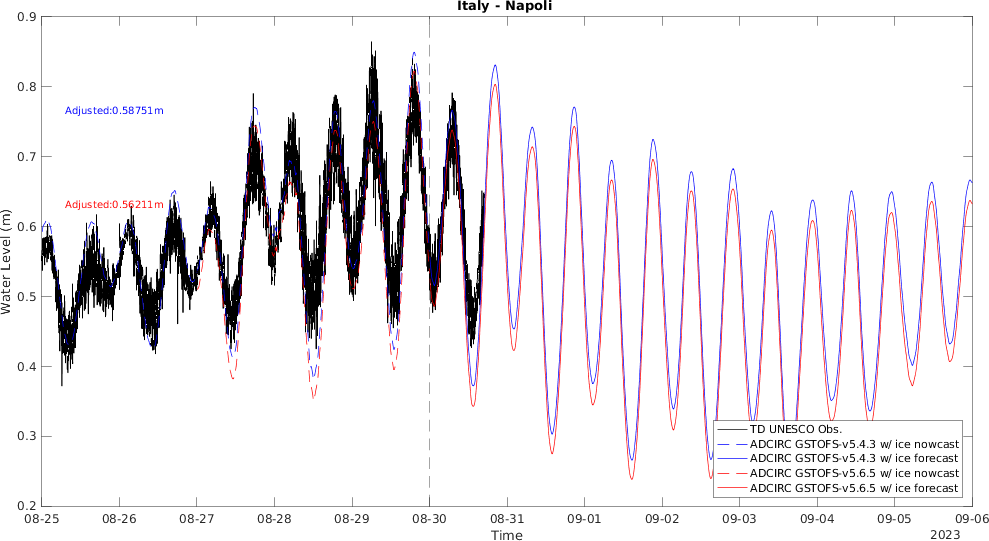 Italy - Napoli
Water Level (m)
0.9
0.8
0.7
0.6
0.5
0.4
0.3
0.2
Adjusted:0.58751m
Adjusted:0.56211m
TD UNESCO Obs.
ADCIRC GSTOFS-v5.4.3 w/ ice nowcast
ADCIRC GSTOFS-v5.4.3 w/ ice forecast
ADCIRC GSTOFS-v5.6.5 w/ ice nowcast
ADCIRC GSTOFS-v5.6.5 w/ ice forecast
08-25 08-26 08-27 08-28 08-29 08-30 08-31 09-01 09-02 09-03 09-04 09-05 09-06
Time
2023